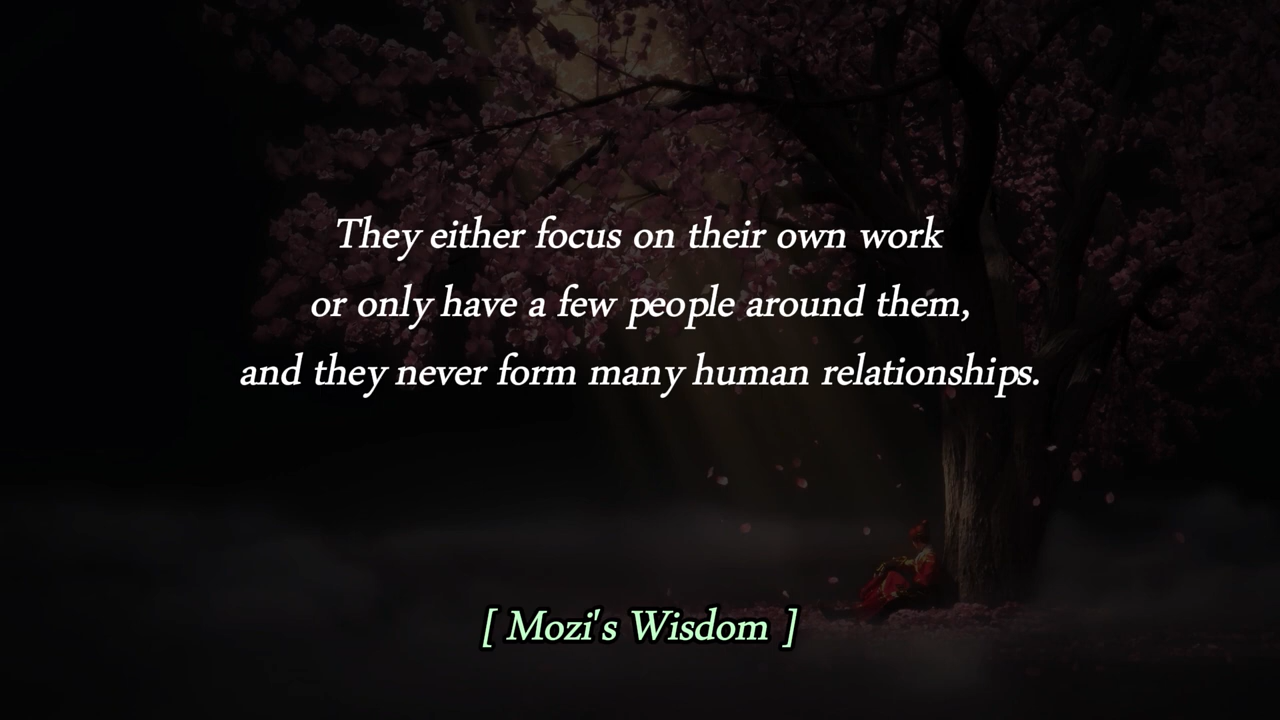 They either focus on their own work
or only have a few people around them,
and they never form many human relationships.
[ Mozi's Wisdom ]